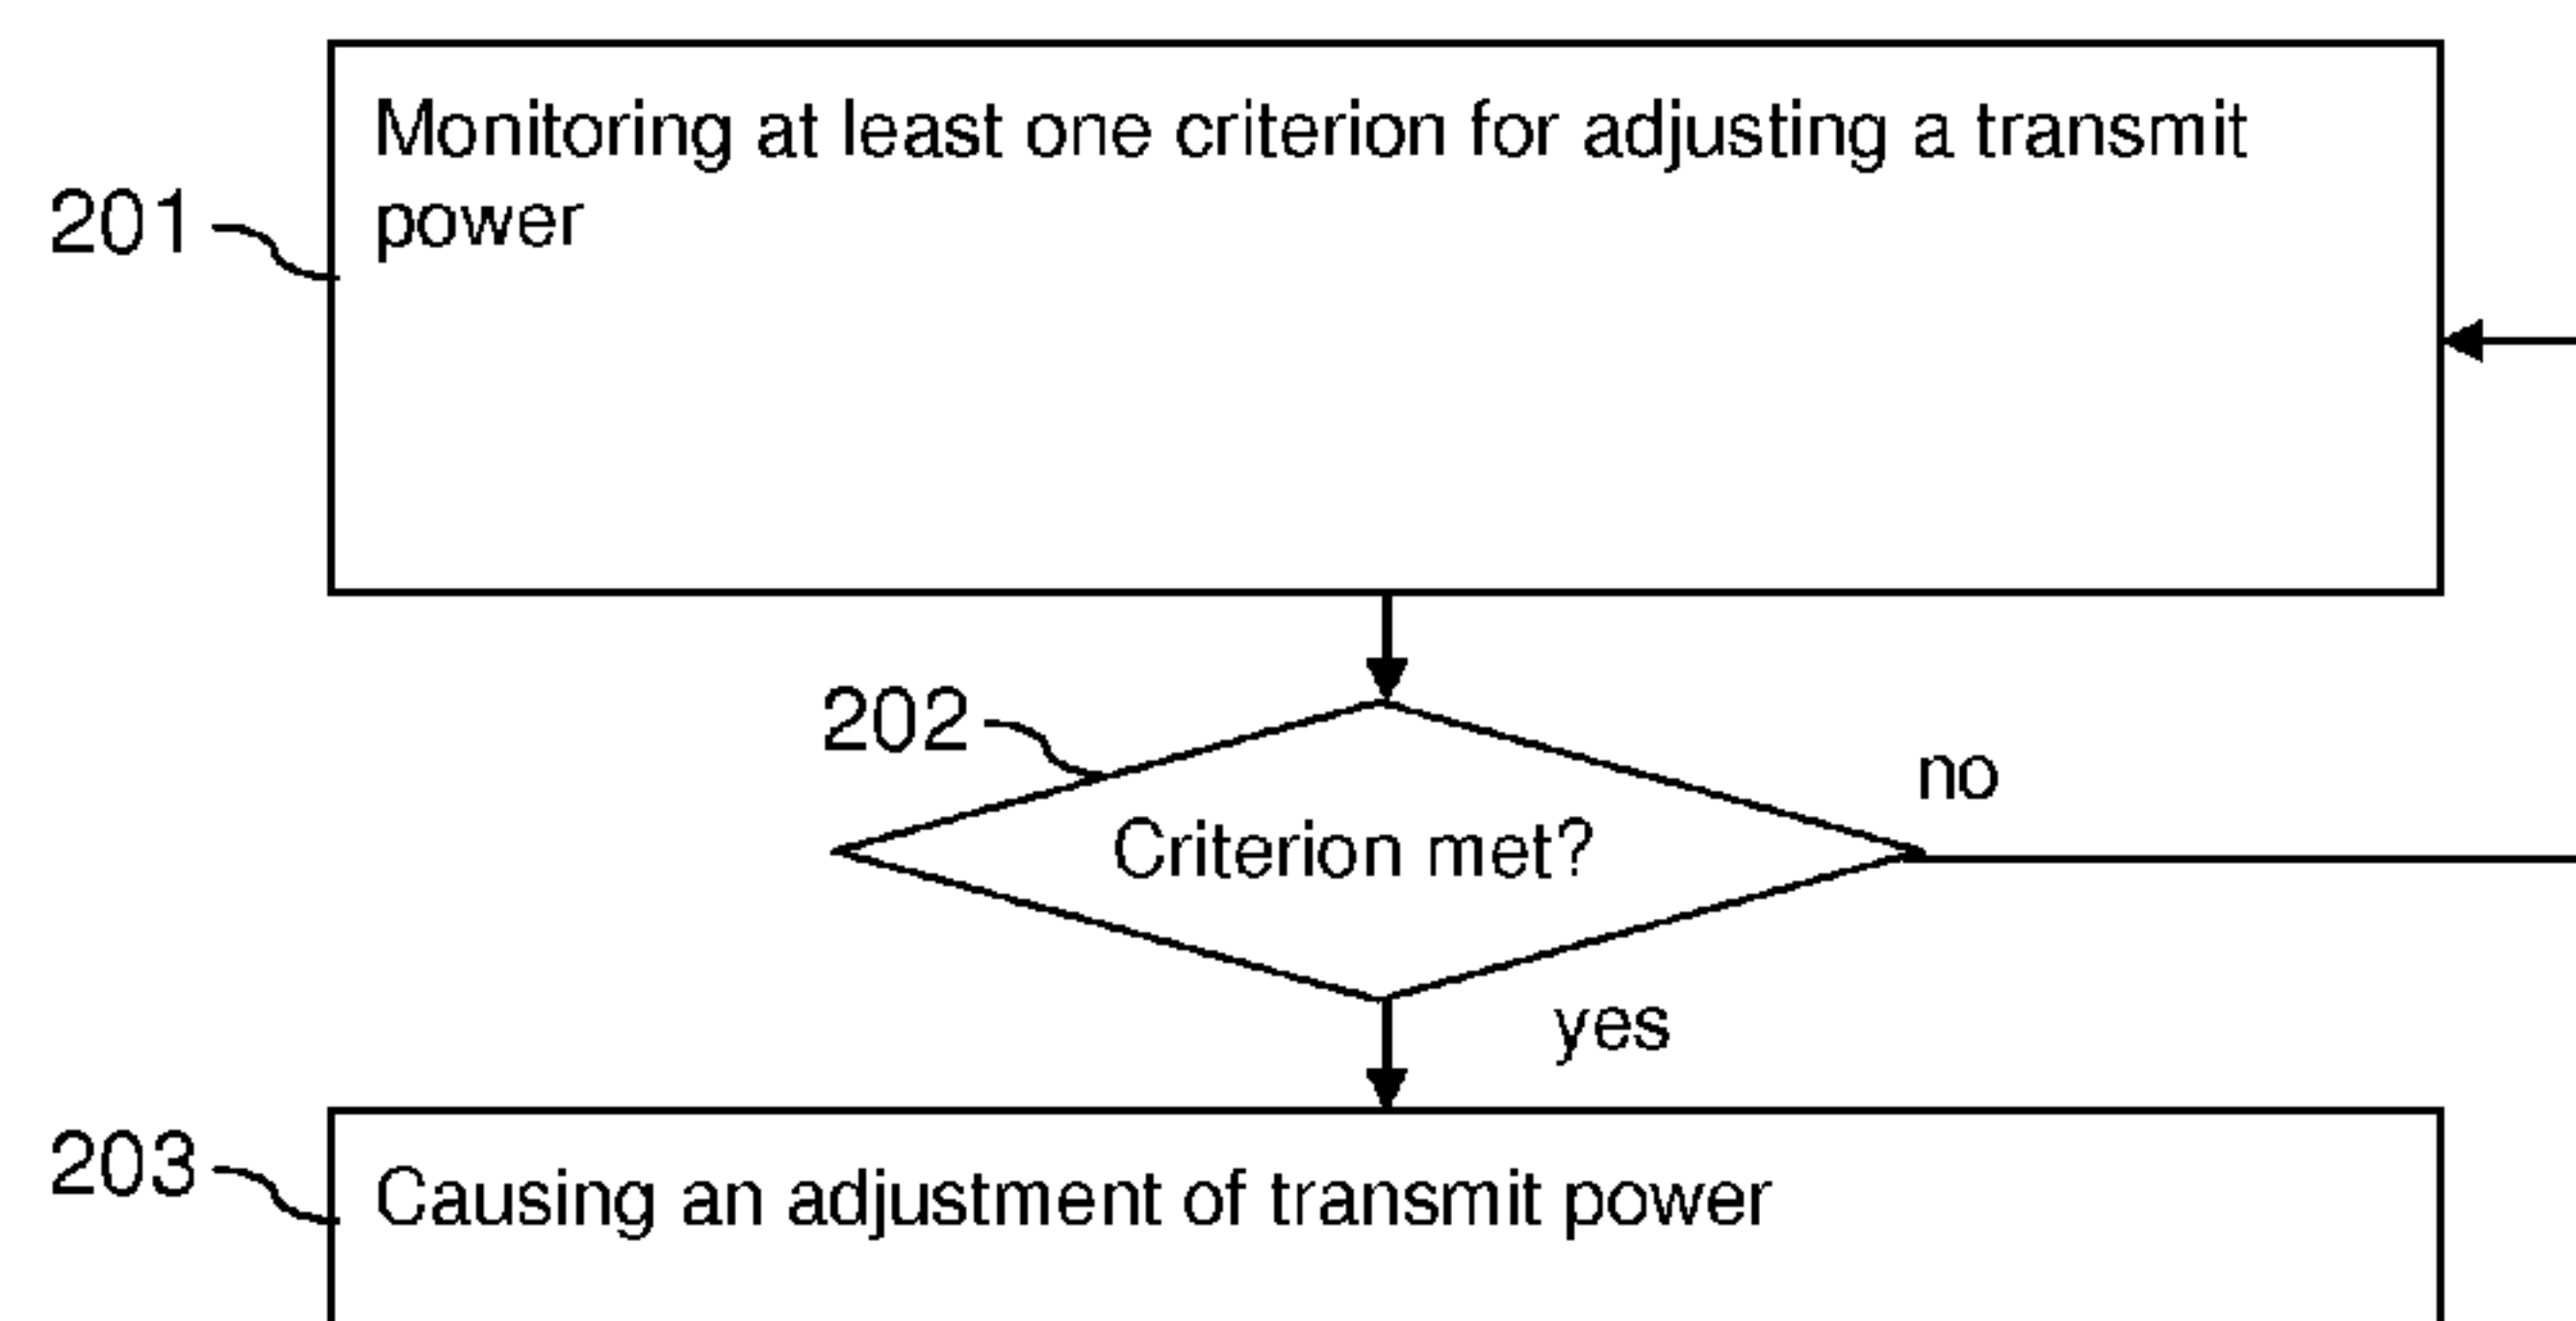 Monitoring at least one criterion for adjusting a transmit
power
201
202
no
Criterion met?
yes
203
Causing an adjustment of transmit power